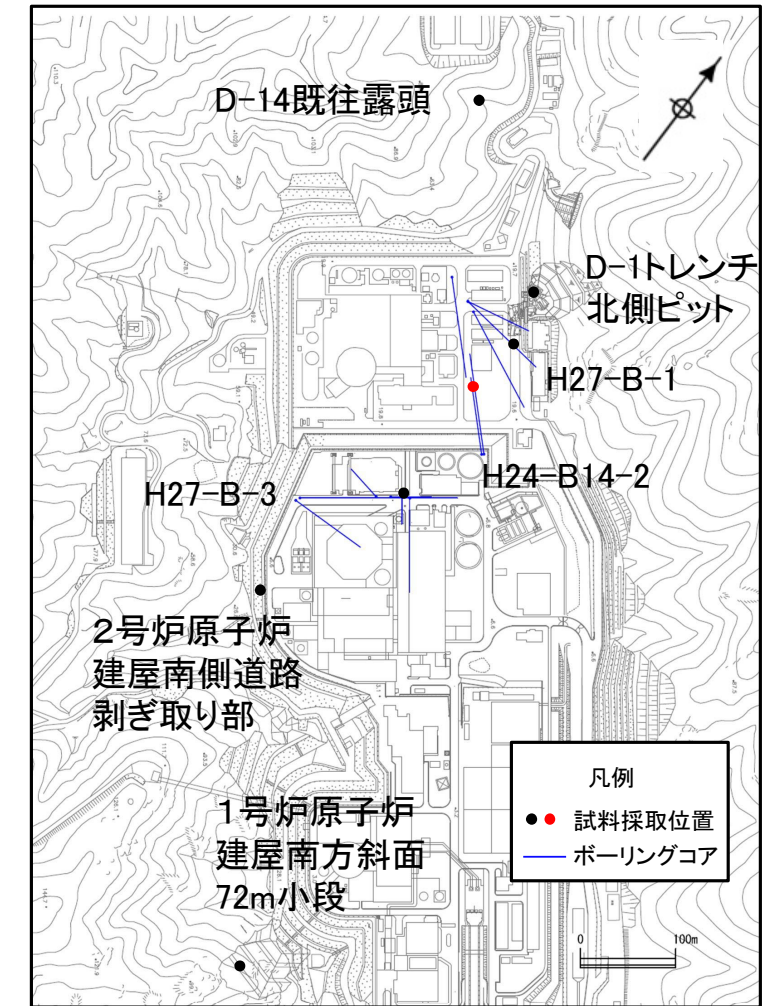 D-14既往露頭
D-1トレンチ
北側ピット
H27-B-1
H24=B14-2
H27-B-3
2号炉原子炉
建屋南側道路
剥ぎ取り部
1号炉原子炉
建屋南方斜面
72m小段
凡例
試料採取位置
ボーリングコア
0 100m